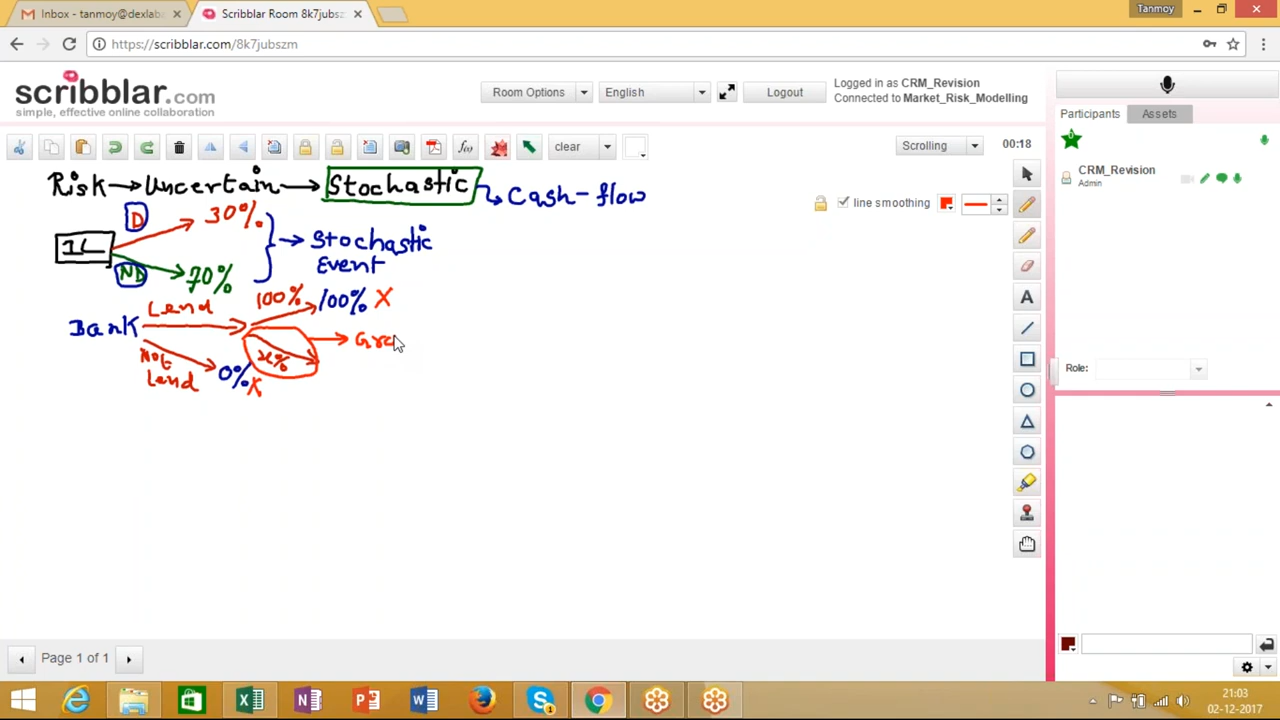 Inbox - tanmoy@dexlab
Scribblar Room 8k7jubsz
Tanmoy
https://scribblar.com/8k7jubszm
scribblar.com
simple, effective online collaboration
Room Options
English
Logout
Logged in as CRM_Revision
Connected to Market_Risk_Modelling
f(x)
clear
Scrolling
00:18
Participants
Assets
CRM_Revision
Admin
line smoothing
Role:
Risk → Uncertain → Stochastic
Cash-flow
D
30%
1L
Stochastic
Event
ND
70%
Lend
100%
100% X
Bank
Not
Lend
x%
Gra
0% X
Page 1 of 1
21:03
02-12-2017